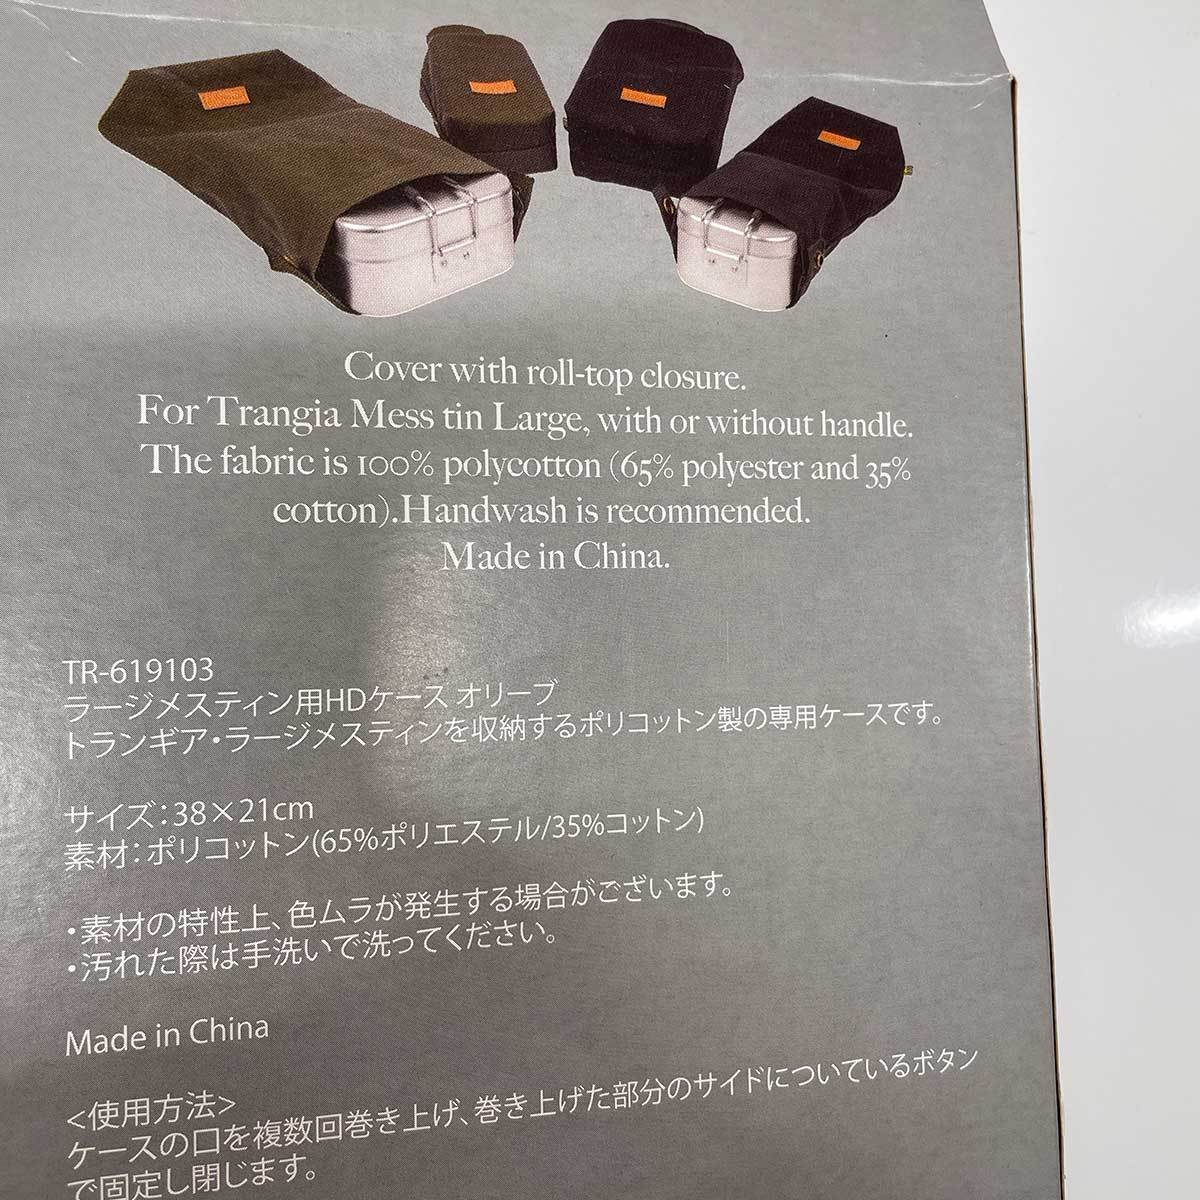 Cover with roll-top closure.
For Trangia Mess tin Large, with or without handle.
The fabric is 100% polycotton (65% polyester and 35%
cotton).Handwash is recommended.
Made in China.
TR-619103
ラージメスティン用HDケース オリーブ
トランギア・ラージメスティンを収納するポリコットン製の専用ケースです。
サイズ：38×21cm
素材：ポリコットン(65%ポリエステル/35%コットン)
・素材の特性上、色ムラが発生する場合がございます。
・汚れた際は手洗いで洗ってください。
Made in China
<使用方法>
ケースの口を複数回巻き上げ、巻き上げた部分のサイドについているボタン
で固定し閉じます。